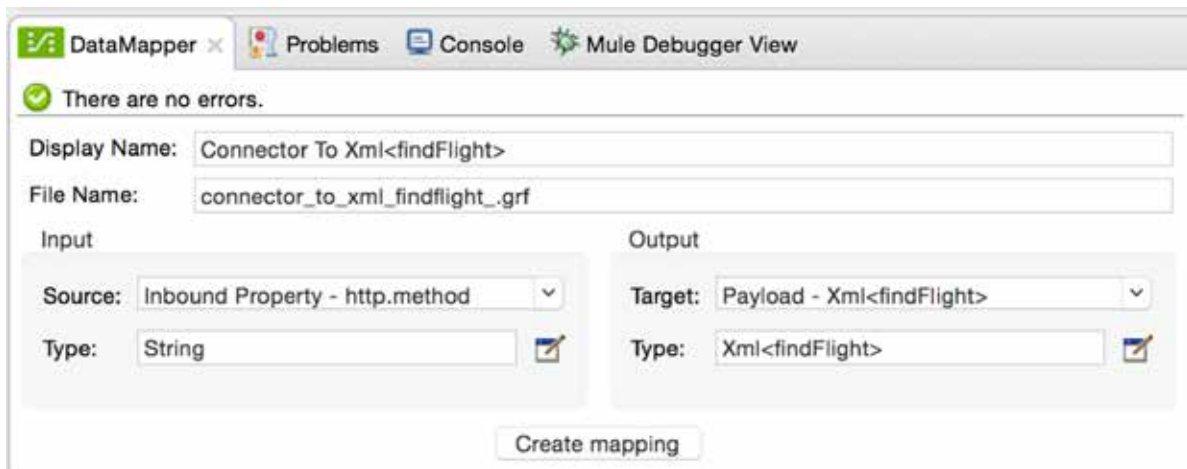 DataMapper Problems Console Mule Debugger View
There are no errors.
Display Name: Connector To Xml<findFlight>
File Name: connector_to_xml_findflight_.grf
Input Output
Source: Inbound Property - http.method Target: Payload - Xml<findFlight>
Type: String Type: Xml<findFlight>
Create mapping